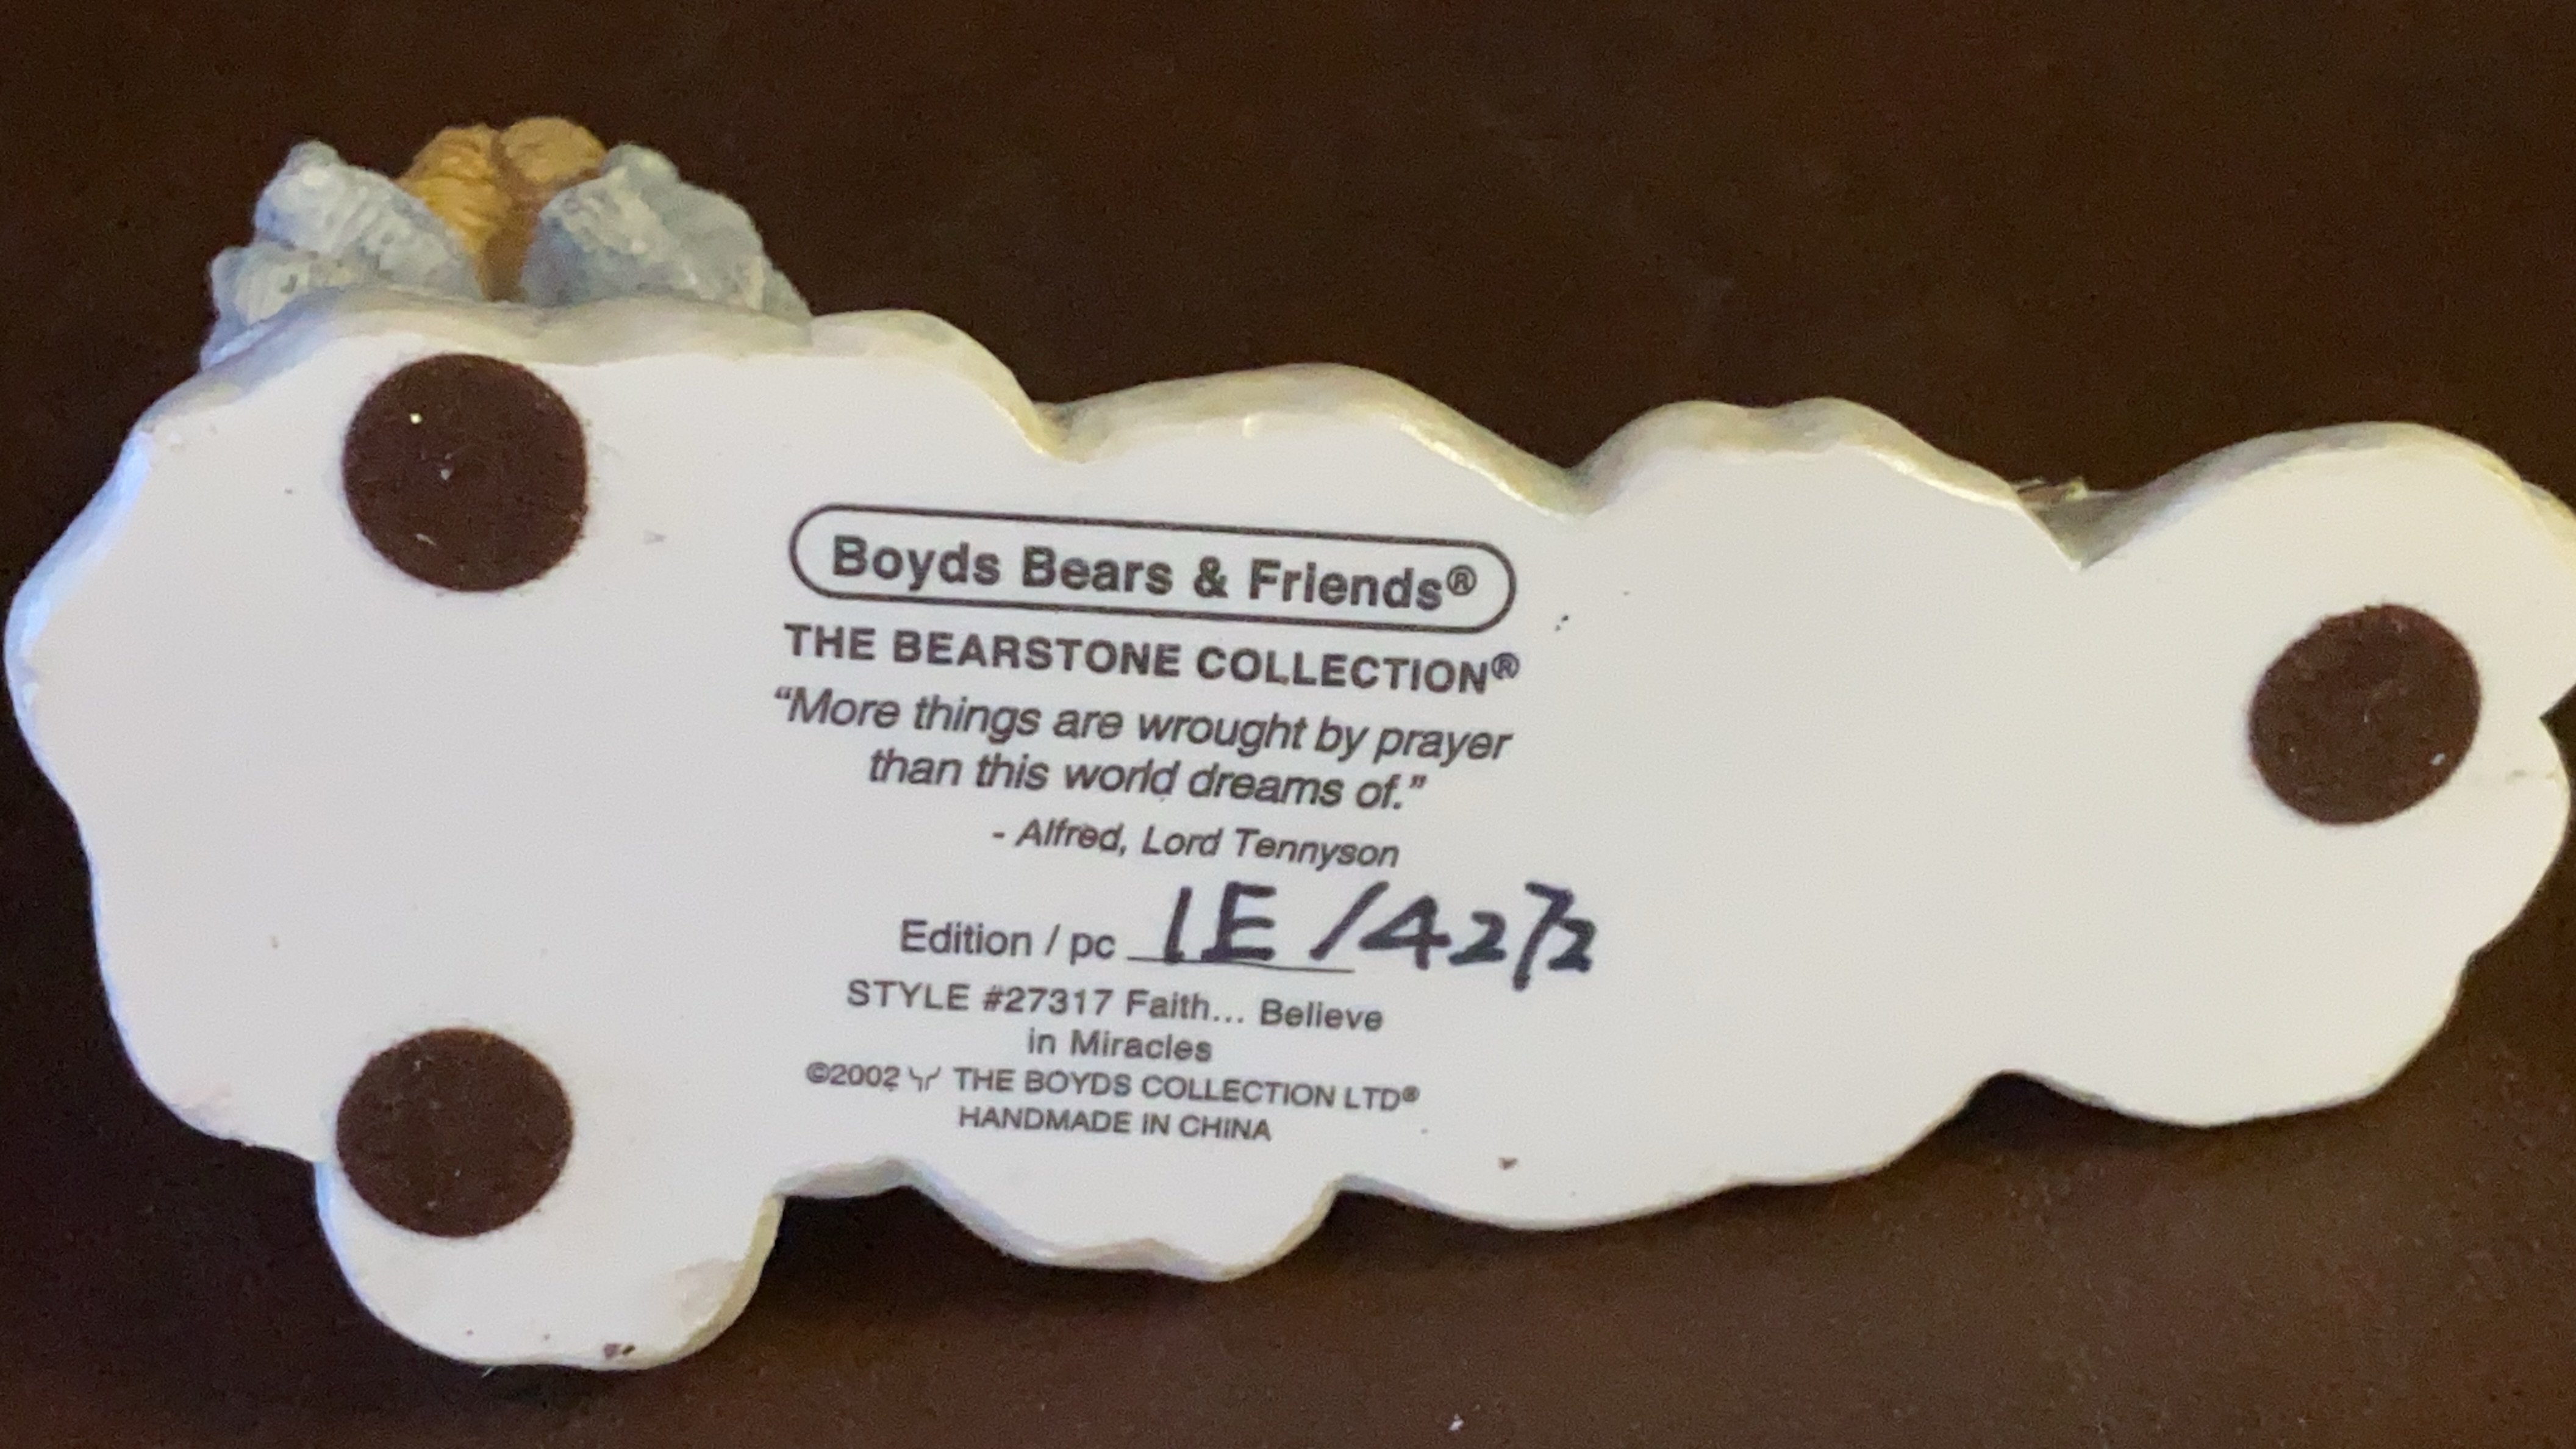 Boyds Bears & Friends®
THE BEARSTONE COLLECTION®
“More things are wrought by prayer
than this world dreams of.”
- Alfred, Lord Tennyson
Edition / pc 1E/4272
STYLE #27317 Faith... Believe
in Miracles
©2002 THE BOYDS COLLECTION LTD®
HANDMADE IN CHINA